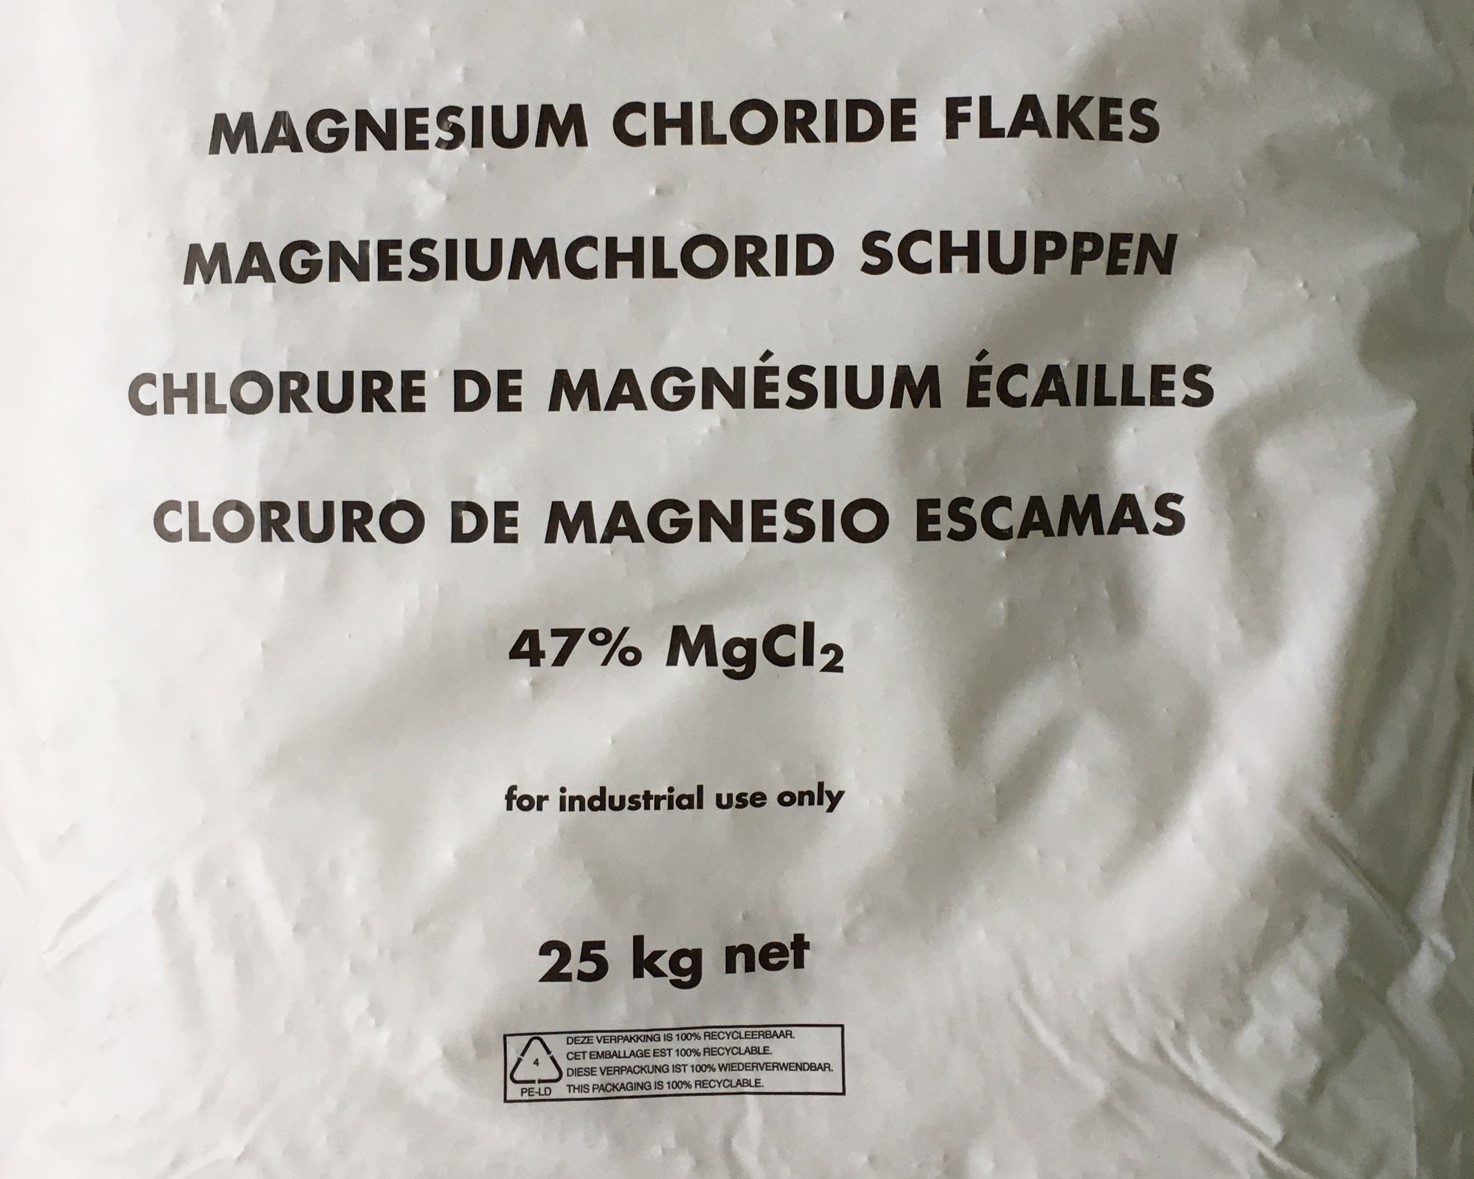 MAGNESIUM CHLORIDE FLAKES
MAGNESIUMCHLORID SCHUPPEN
CHLORURE DE MAGNÉSIUM ÉCAILLES
CLORURO DE MAGNESIO ESCAMAS
47% MgCl₂
for industrial use only
25 kg net
4
PE-LD
DEZE VERPAKKING IS 100% RECYCLEERBAAR.
CET EMBALLAGE EST 100% RECYCLABLE.
DIESE VERPACKUNG IST 100% WIEDERVERWENDBAR.
THIS PACKAGING IS 100% RECYCLABLE.